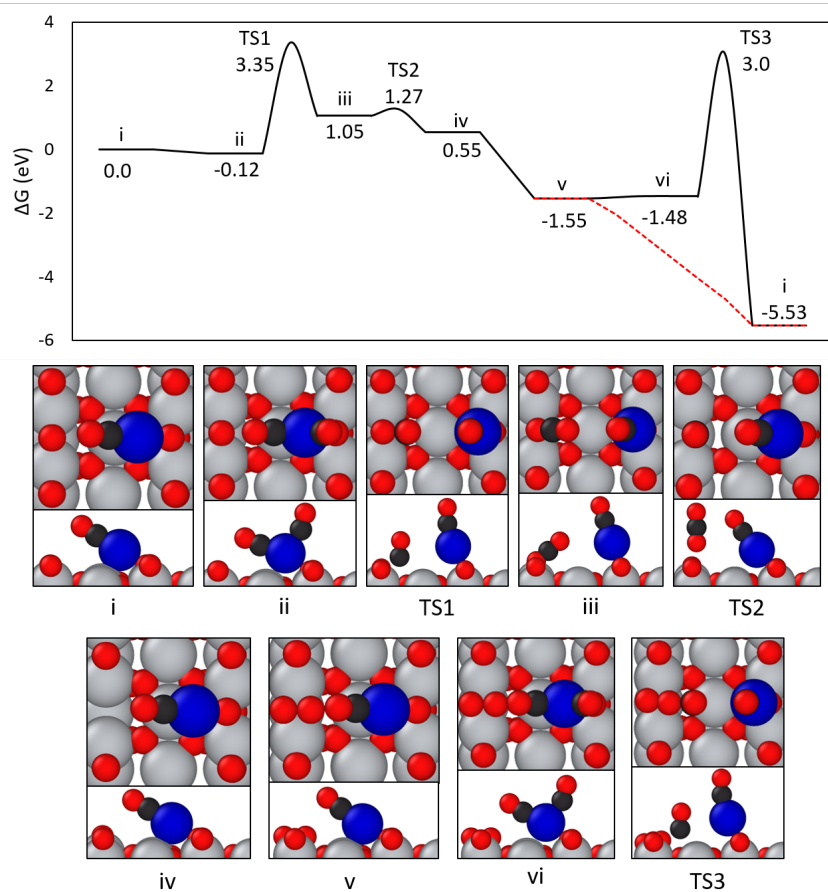 4
TS1
TS3
3.35
TS2
3.0
2
1.27
iii
iv
i
ii
1.05
0
0.0
-0.12
0.55
v
vi
ΔG (eV)
-2
-1.55
-1.48
-4
i
-5.53
-6
i
ii
TS1
iii
TS2
iv
v
vi
TS3